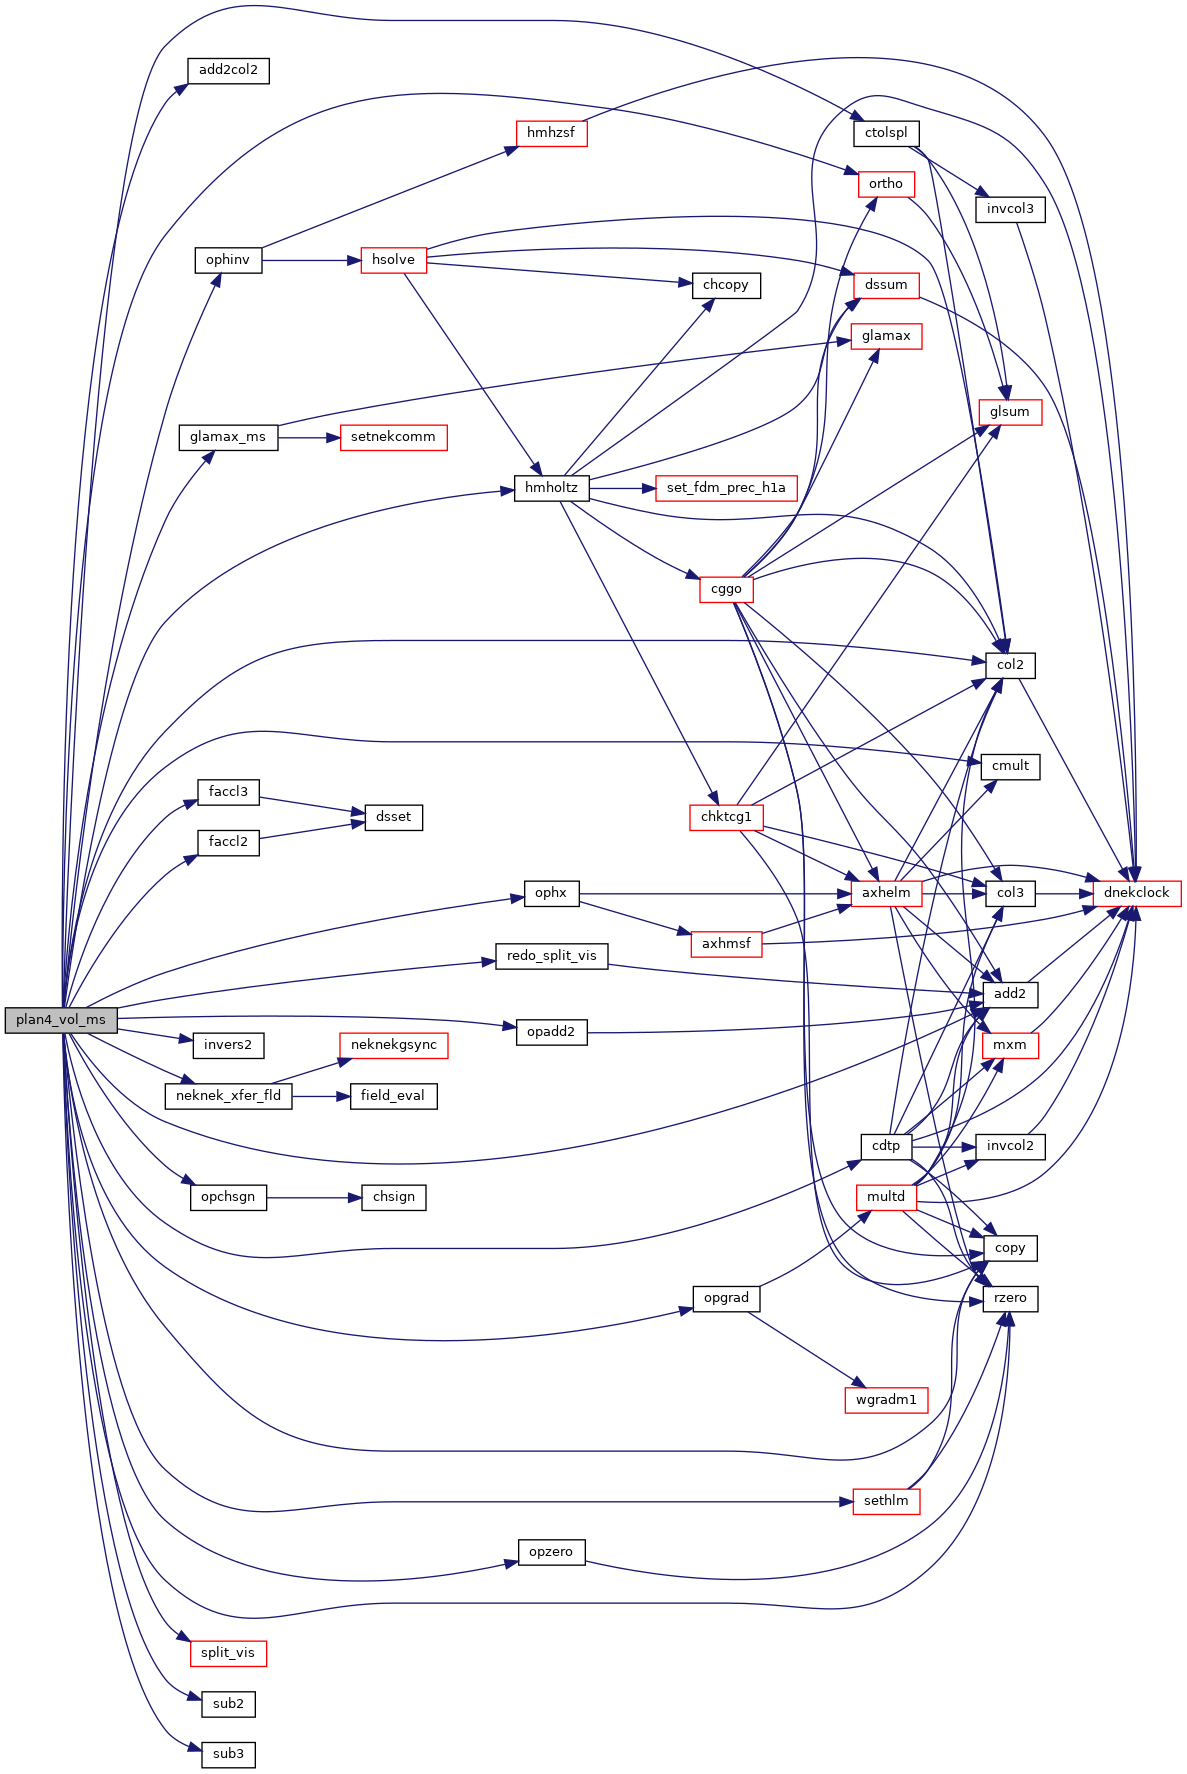 add2col2
hmhzsf
ctolspl
ortho
invcol3
ophinv
hsolve
chcopy
dssum
glamax
glsum
glamax_ms
setnekcomm
hmholtz
set_fdm_prec_h1a
cggo
col2
cmult
faccl3
dsset
chktcg1
faccl2
ophx
axhelm
col3
dnekclock
axhmsf
redo_split_vis
add2
plan4_vol_ms
opadd2
invers2
neknekgsync
mxm
neknek_xfer_fld
field_eval
cdtp
invcol2
opchsgn
chsign
multd
copy
opgrad
rzero
wgradm1
sethlm
opzero
split_vis
sub2
sub3